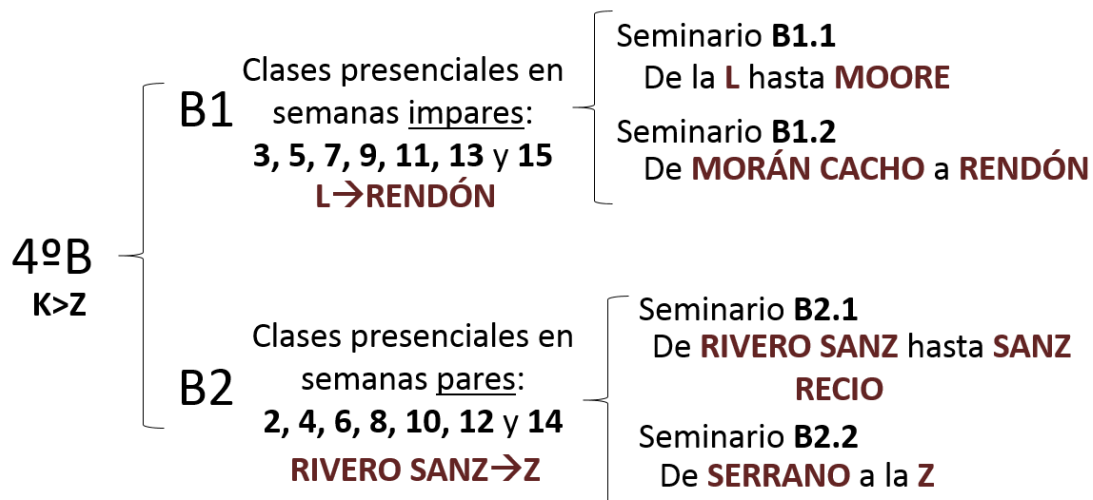 4ºB
K>Z
B1
Clases presenciales en
semanas impares:
3, 5, 7, 9, 11, 13 y 15
L→RENDÓN
Seminario B1.1
De la L hasta MOORE
Seminario B1.2
De MORÁN CACHO a RENDÓN
B2
Clases presenciales en
semanas pares:
2, 4, 6, 8, 10, 12 y 14
RIVERO SANZ→Z
Seminario B2.1
De RIVERO SANZ hasta SANZ
RECIO
Seminario B2.2
De SERRANO a la Z